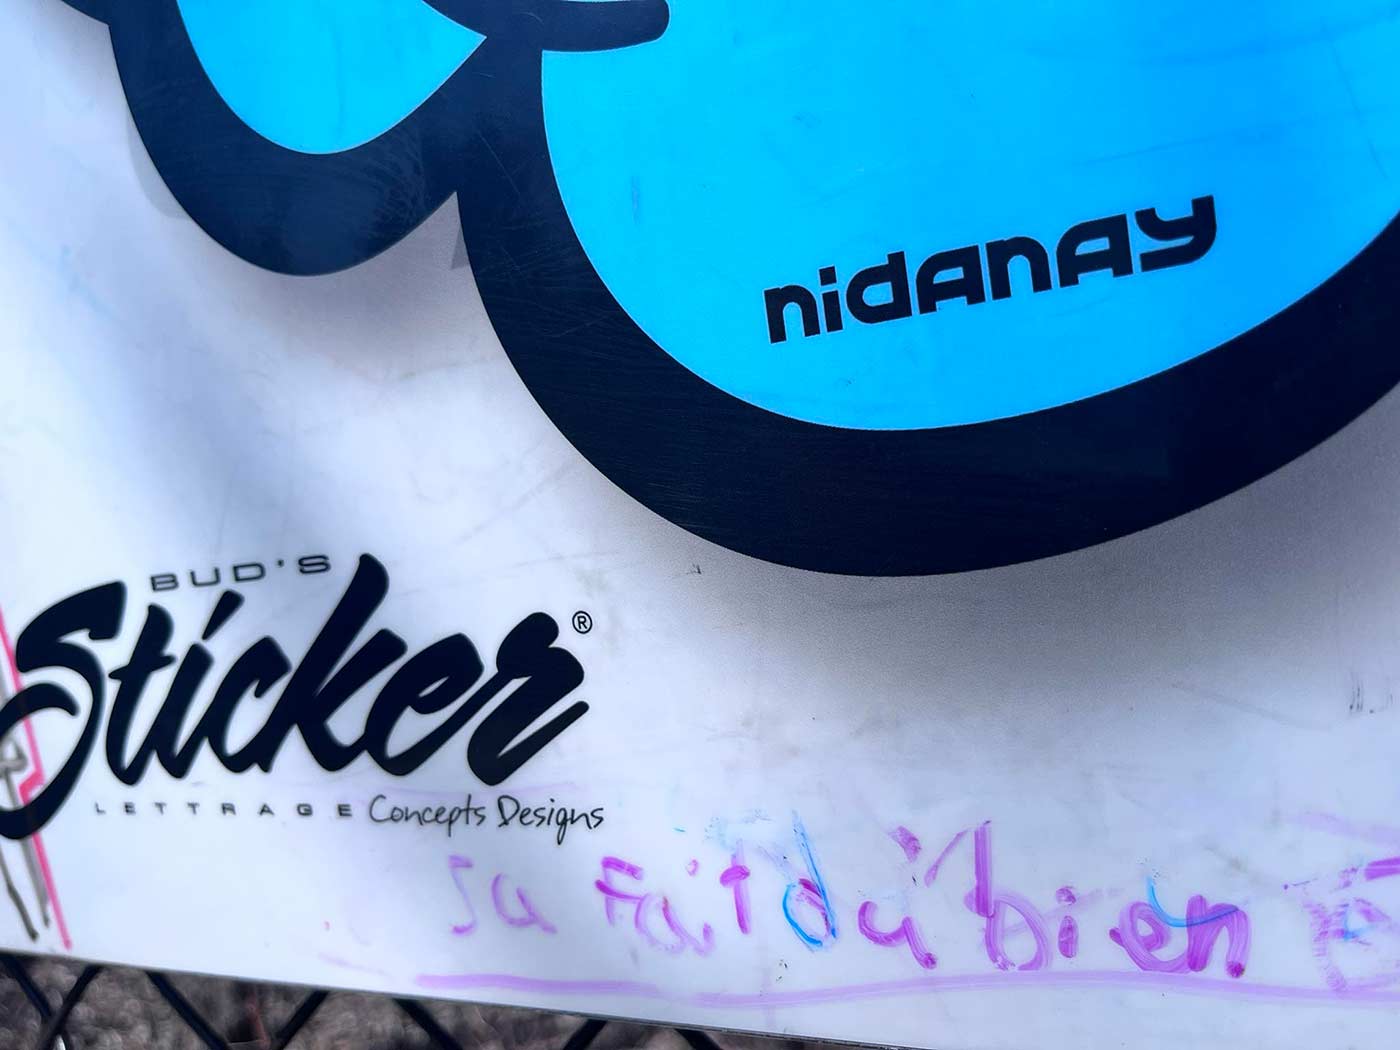 nidanay
BUD'S
Sticker®
LETTRAGE Concepts Designs
sa Fait du bien